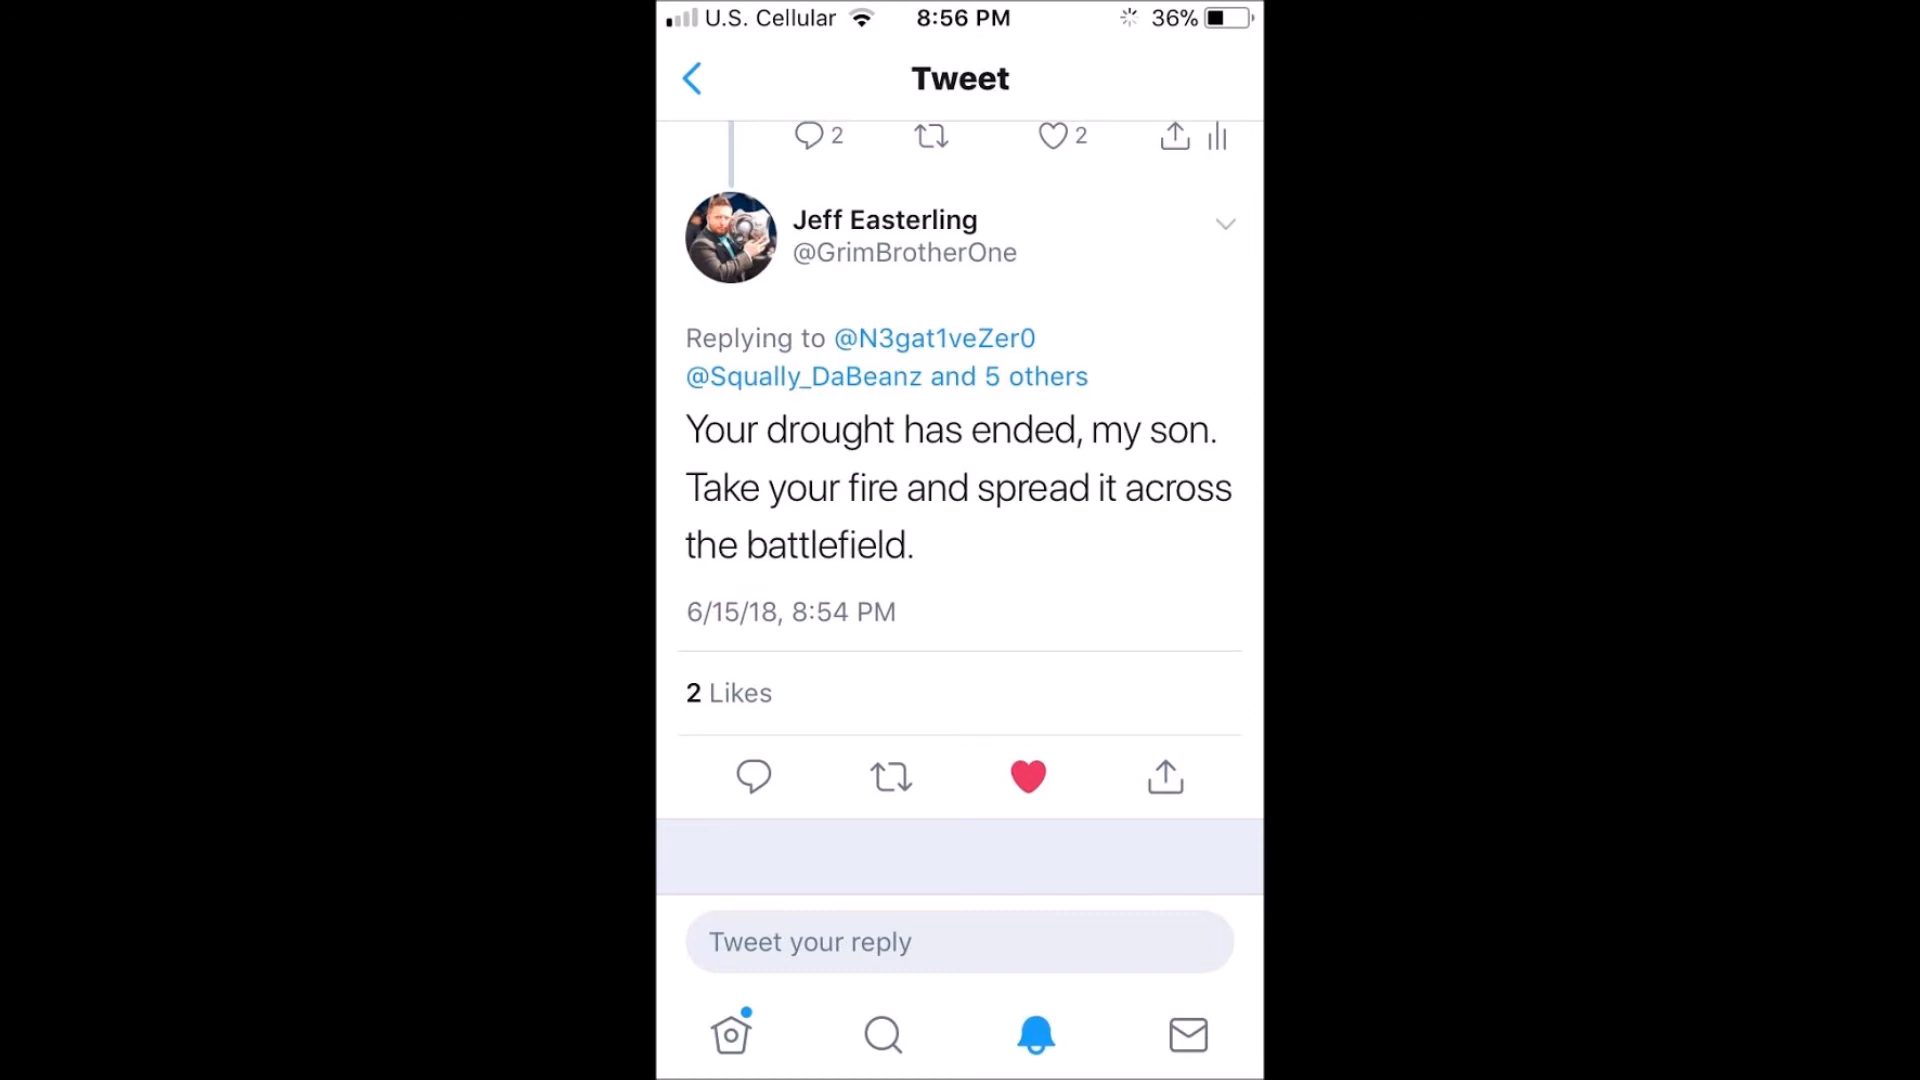 U.S. Cellular 8:56 PM 36%
Tweet
2 2
Jeff Easterling
@GrimBrotherOne
Replying to @N3gat1veZer0
@Squally_DaBeanz and 5 others
Your drought has ended, my son.
Take your fire and spread it across
the battlefield.
6/15/18, 8:54 PM
2 Likes
Tweet your reply